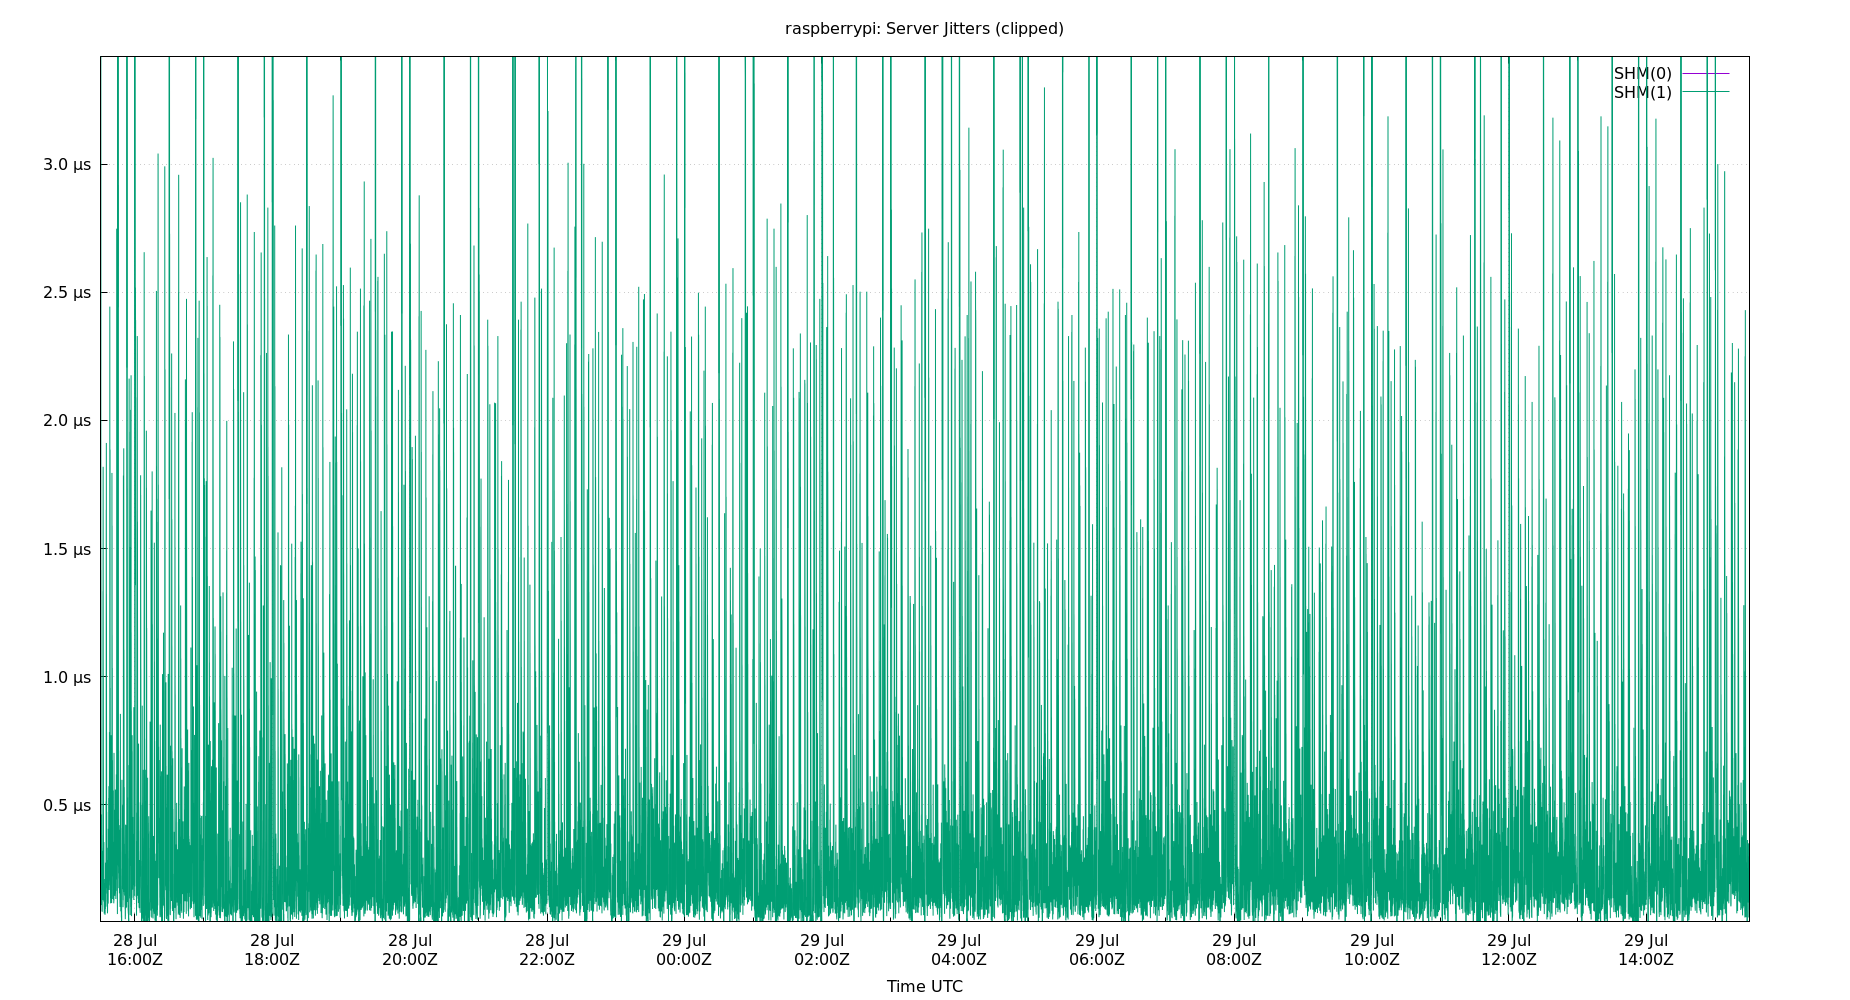 raspberrypi: Server Jitters (clipped)
SHM(0)
SHM(1)
3.0 µs
2.5 µs
2.0 µs
1.5 µs
1.0 µs
0.5 µs
28 Jul 28 Jul 28 Jul 28 Jul 29 Jul 29 Jul 29 Jul 29 Jul 29 Jul 29 Jul 29 Jul 29 Jul
16:00Z 18:00Z 20:00Z 22:00Z 00:00Z 02:00Z 04:00Z 06:00Z 08:00Z 10:00Z 12:00Z 14:00Z
Time UTC